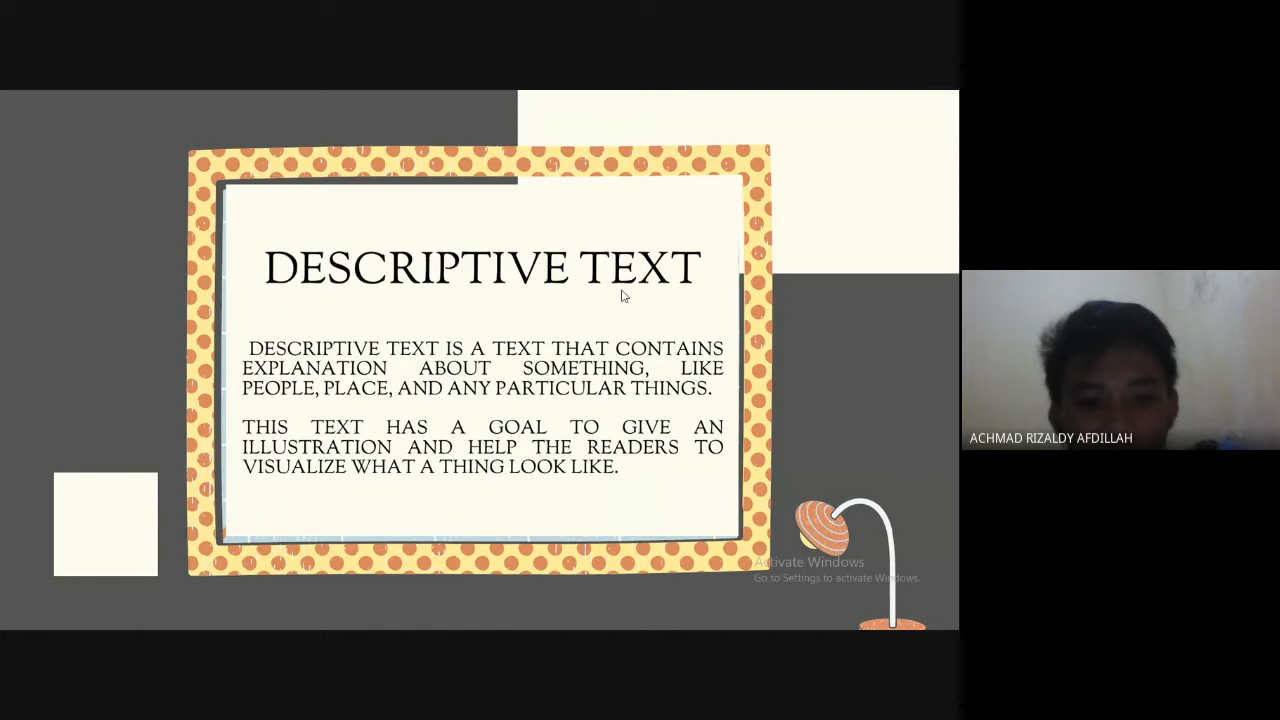 DESCRIPTIVE TEXT
DESCRIPTIVE TEXT IS A TEXT THAT CONTAINS
EXPLANATION ABOUT SOMETHING, LIKE
PEOPLE, PLACE, AND ANY PARTICULAR THINGS.
THIS TEXT HAS A GOAL TO GIVE AN
ILLUSTRATION AND HELP THE READERS TO
VISUALIZE WHAT A THING LOOK LIKE.
ACHMAD RIZALDY AFDILLAH
Activate Windows
Go to Settings to activate Windows.